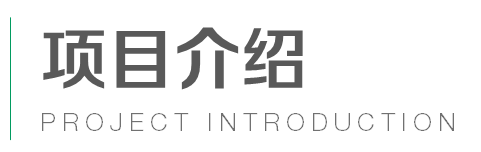 项目介绍
PROJECT INTRODUCTION